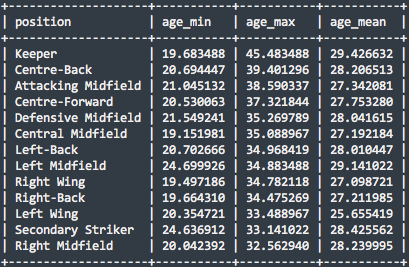 | position | age_min | age_max | age_mean |
| Keeper | 19.683488 | 45.483488 | 29.426632 |
| Centre-Back | 20.694447 | 39.401296 | 28.206513 |
| Attacking Midfield | 21.045132 | 38.590337 | 27.342081 |
| Centre-Forward | 20.530063 | 37.321844 | 27.753280 |
| Defensive Midfield | 21.549241 | 35.269789 | 28.041615 |
| Central Midfield | 19.151981 | 35.088967 | 27.192184 |
| Left-Back | 20.702666 | 34.968419 | 28.010447 |
| Left Midfield | 24.699926 | 34.883488 | 29.141022 |
| Right Wing | 19.497186 | 34.782118 | 27.098721 |
| Right-Back | 19.664310 | 34.475269 | 27.211985 |
| Left Wing | 20.354721 | 33.488967 | 25.655419 |
| Secondary Striker | 24.636912 | 33.141022 | 28.425562 |
| Right Midfield | 20.042392 | 32.562940 | 28.239995 |